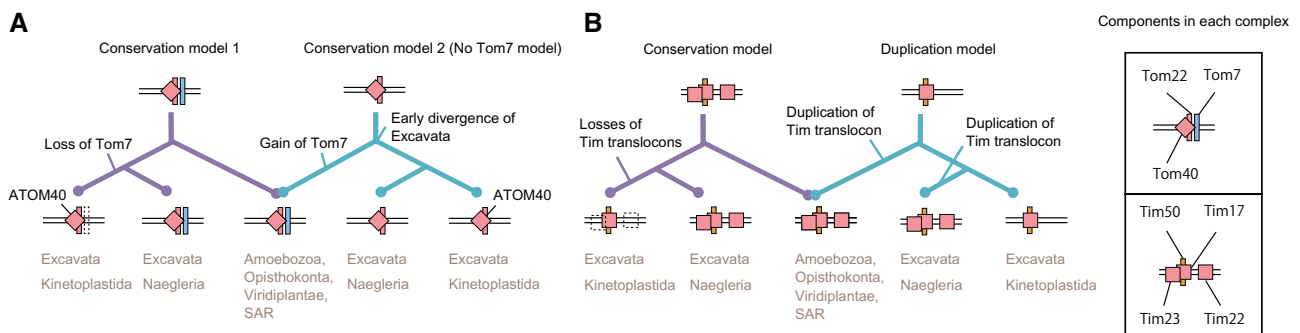 A
Conservation model 1
Conservation model 2 (No Tom7 model)
Loss of Tom7
Gain of Tom7
Early divergence of
Excavata
ATOM40
ATOM40
Excavata
Kinetoplastida
Excavata
Naegleria
Amoebozoa,
Opisthokonta,
Viridiplantae,
SAR
Excavata
Naegleria
Excavata
Kinetoplastida
B
Conservation model
Duplication model
Losses of
Tim translocons
Duplication of
Tim translocon
Duplication of
Tim translocon
Excavata
Kinetoplastida
Excavata
Naegleria
Amoebozoa,
Opisthokonta,
Viridiplantae,
SAR
Excavata
Naegleria
Excavata
Kinetoplastida
Components in each complex
Tom22
Tom7
Tom40
Tim50
Tim17
Tim23
Tim22